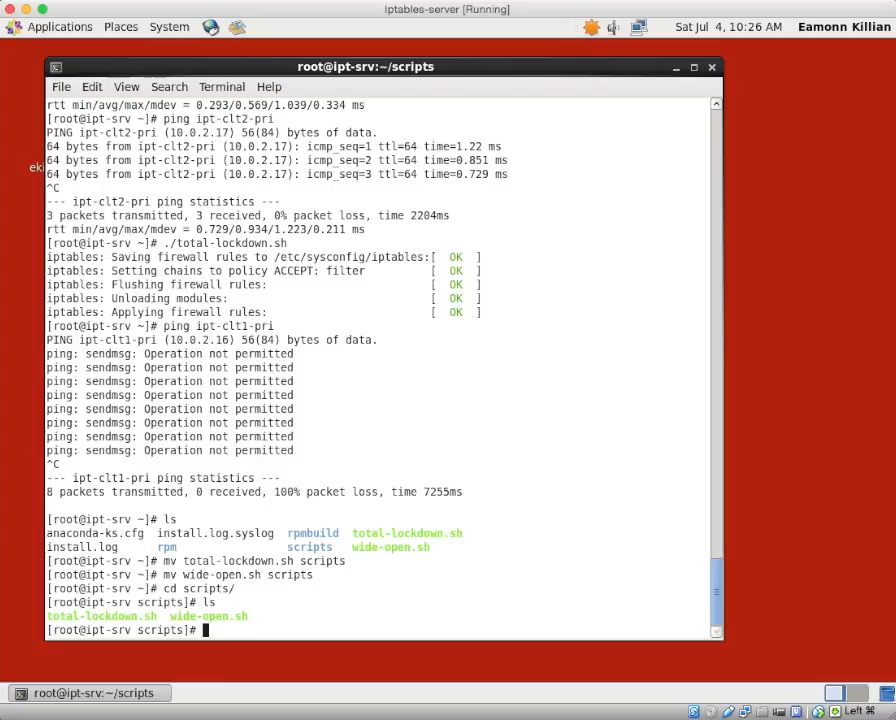 Iptables-server [Running]
Applications Places System Sat Jul 4, 10:26 AM Eamonn Killian
root@ipt-srv:~/scripts
File Edit View Search Terminal Help
rtt min/avg/max/mdev = 0.293/0.569/1.039/0.334 ms
[root@ipt-srv ~]# ping ipt-clt2-pri
PING ipt-clt2-pri (10.0.2.17) 56(84) bytes of data.
64 bytes from ipt-clt2-pri (10.0.2.17): icmp_seq=1 ttl=64 time=1.22 ms
64 bytes from ipt-clt2-pri (10.0.2.17): icmp_seq=2 ttl=64 time=0.851 ms
64 bytes from ipt-clt2-pri (10.0.2.17): icmp_seq=3 ttl=64 time=0.729 ms
^C
--- ipt-clt2-pri ping statistics ---
3 packets transmitted, 3 received, 0% packet loss, time 2204ms
rtt min/avg/max/mdev = 0.729/0.934/1.223/0.211 ms
[root@ipt-srv ~]# ./total-lockdown.sh
iptables: Saving firewall rules to /etc/sysconfig/iptables:[ OK ]
iptables: Setting chains to policy ACCEPT: filter [ OK ]
iptables: Flushing firewall rules: [ OK ]
iptables: Unloading modules: [ OK ]
iptables: Applying firewall rules: [ OK ]
[root@ipt-srv ~]# ping ipt-clt1-pri
PING ipt-clt1-pri (10.0.2.16) 56(84) bytes of data.
ping: sendmsg: Operation not permitted
ping: sendmsg: Operation not permitted
ping: sendmsg: Operation not permitted
ping: sendmsg: Operation not permitted
ping: sendmsg: Operation not permitted
ping: sendmsg: Operation not permitted
ping: sendmsg: Operation not permitted
ping: sendmsg: Operation not permitted
^C
--- ipt-clt1-pri ping statistics ---
8 packets transmitted, 0 received, 100% packet loss, time 7255ms
[root@ipt-srv ~]# ls
anaconda-ks.cfg install.log.syslog rpmbuild total-lockdown.sh
install.log rpm scripts wide-open.sh
[root@ipt-srv ~]# mv total-lockdown.sh scripts
[root@ipt-srv ~]# mv wide-open.sh scripts
[root@ipt-srv ~]# cd scripts/
[root@ipt-srv scripts]# ls
total-lockdown.sh wide-open.sh
[root@ipt-srv scripts]#
root@ipt-srv:~/scripts
Left ⌘